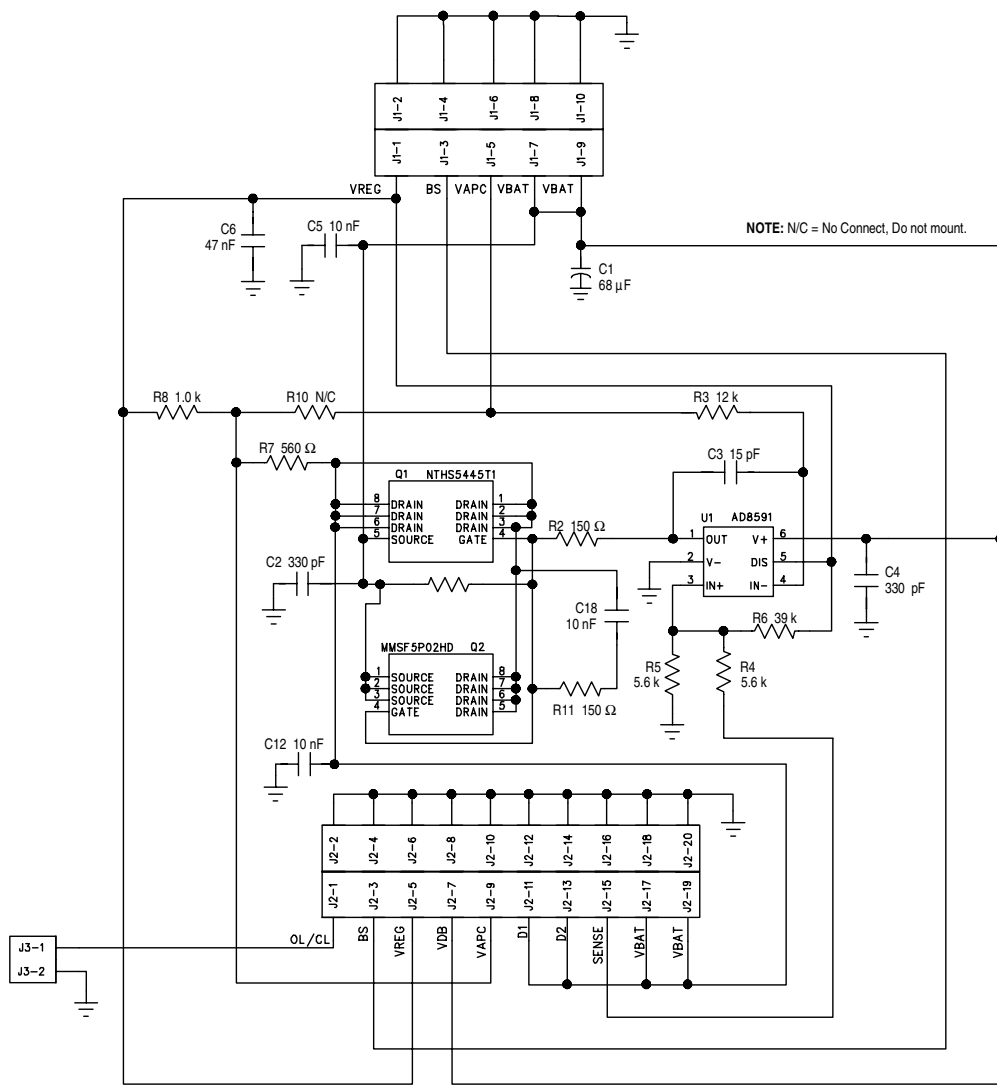 J1-2
J1-4
J1-6
J1-8
J1-10
J1-1
J1-3
J1-5
J1-7
J1-9
VREG
BS
VAPC
VBAT
VBAT
C6
47 nF
C5 10 nF
C1
68 µF
NOTE: N/C = No Connect, Do not mount.
R8 1.0 k
R10 N/C
R3 12 k
R7 560 Ω
C3 15 pF
Q1 NTHS5445T1
8 DRAIN DRAIN 1
7 DRAIN DRAIN 2
6 DRAIN DRAIN 3
5 SOURCE GATE 4
R2 150 Ω
U1 AD8591
1 OUT V+ 6
2 V- DIS 5
3 IN+ IN- 4
C4
330 pF
C2 330 pF
C18
10 nF
R6 39 k
R5
5.6 k
R4
5.6 k
MMSF5P02HD Q2
1 SOURCE DRAIN 8
2 SOURCE DRAIN 7
3 SOURCE DRAIN 6
4 GATE DRAIN 5
R11 150 Ω
C12 10 nF
J2-2
J2-4
J2-6
J2-8
J2-10
J2-12
J2-14
J2-16
J2-18
J2-20
J2-1
J2-3
J2-5
J2-7
J2-9
J2-11
J2-13
J2-15
J2-17
J2-19
OL/CL
BS
VREG
VDB
VAPC
D1
D2
SENSE
VBAT
VBAT
J3-1
J3-2